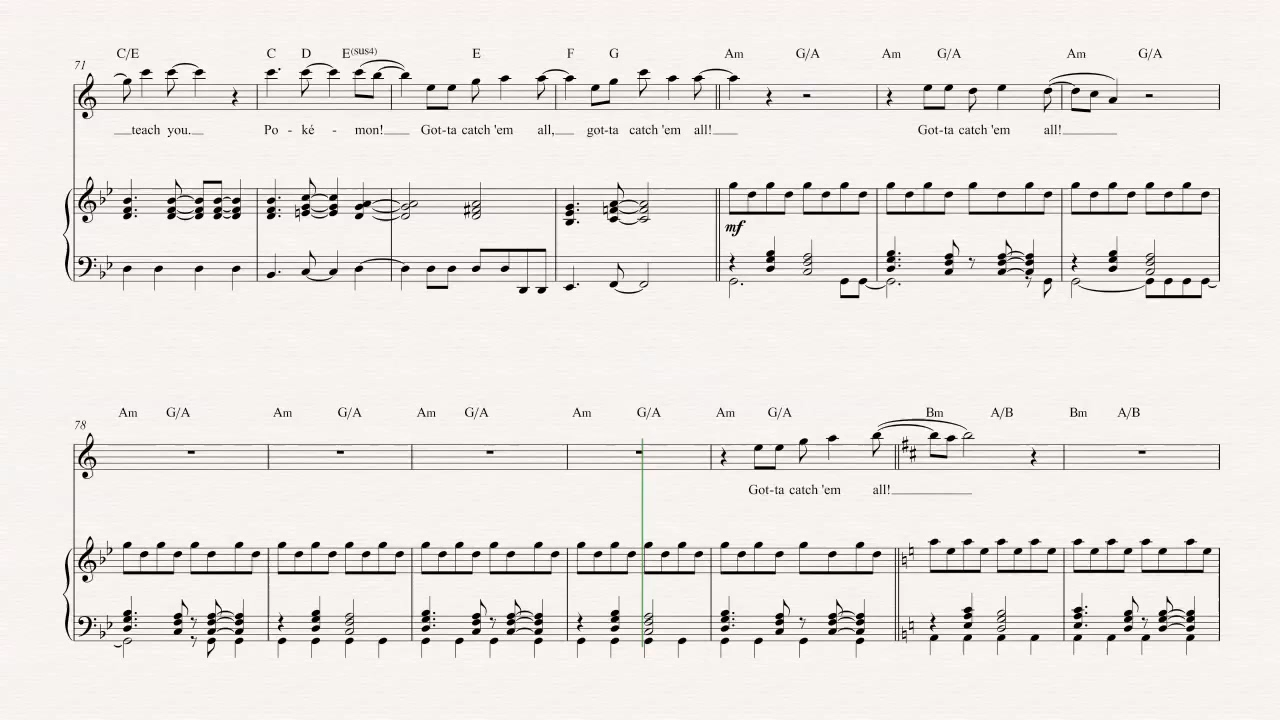 C/E C D E(sus4) E F G Am G/A Am G/A Am G/A
71
teach you. Po - ké - mon! Got-ta catch 'em all, got-ta catch 'em all! Got-ta catch 'em all!
mf
Am G/A Am G/A Am G/A Am G/A Am G/A Bm A/B Bm A/B
78
Got-ta catch 'em all!